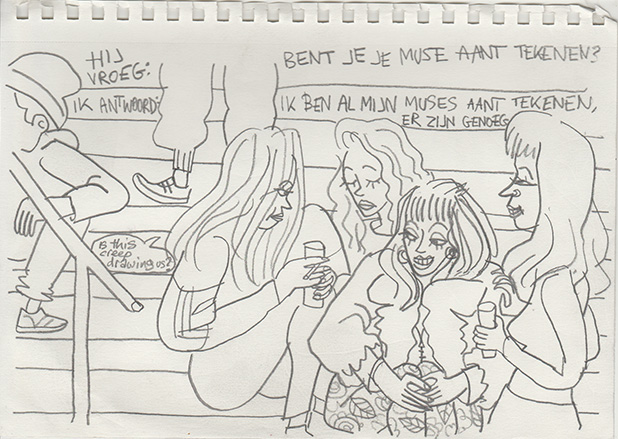 HIJ
VROEG:
BENT JE JE MUSE AANT TEKENEN?
IK ANTWOORD:
IK BEN AL MIJN MUSES AANT TEKENEN,
ER ZIJN GENOEG
is this
creep
drawing us?